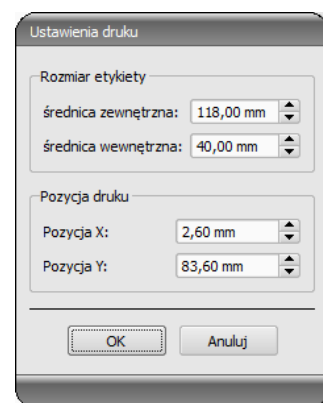 Ustawienia druku
Rozmiar etykiety
średnica zewnętrzna: 118,00 mm
średnica wewnętrzna: 40,00 mm
Pozycja druku
Pozycja X: 2,60 mm
Pozycja Y: 83,60 mm
OK Anuluj